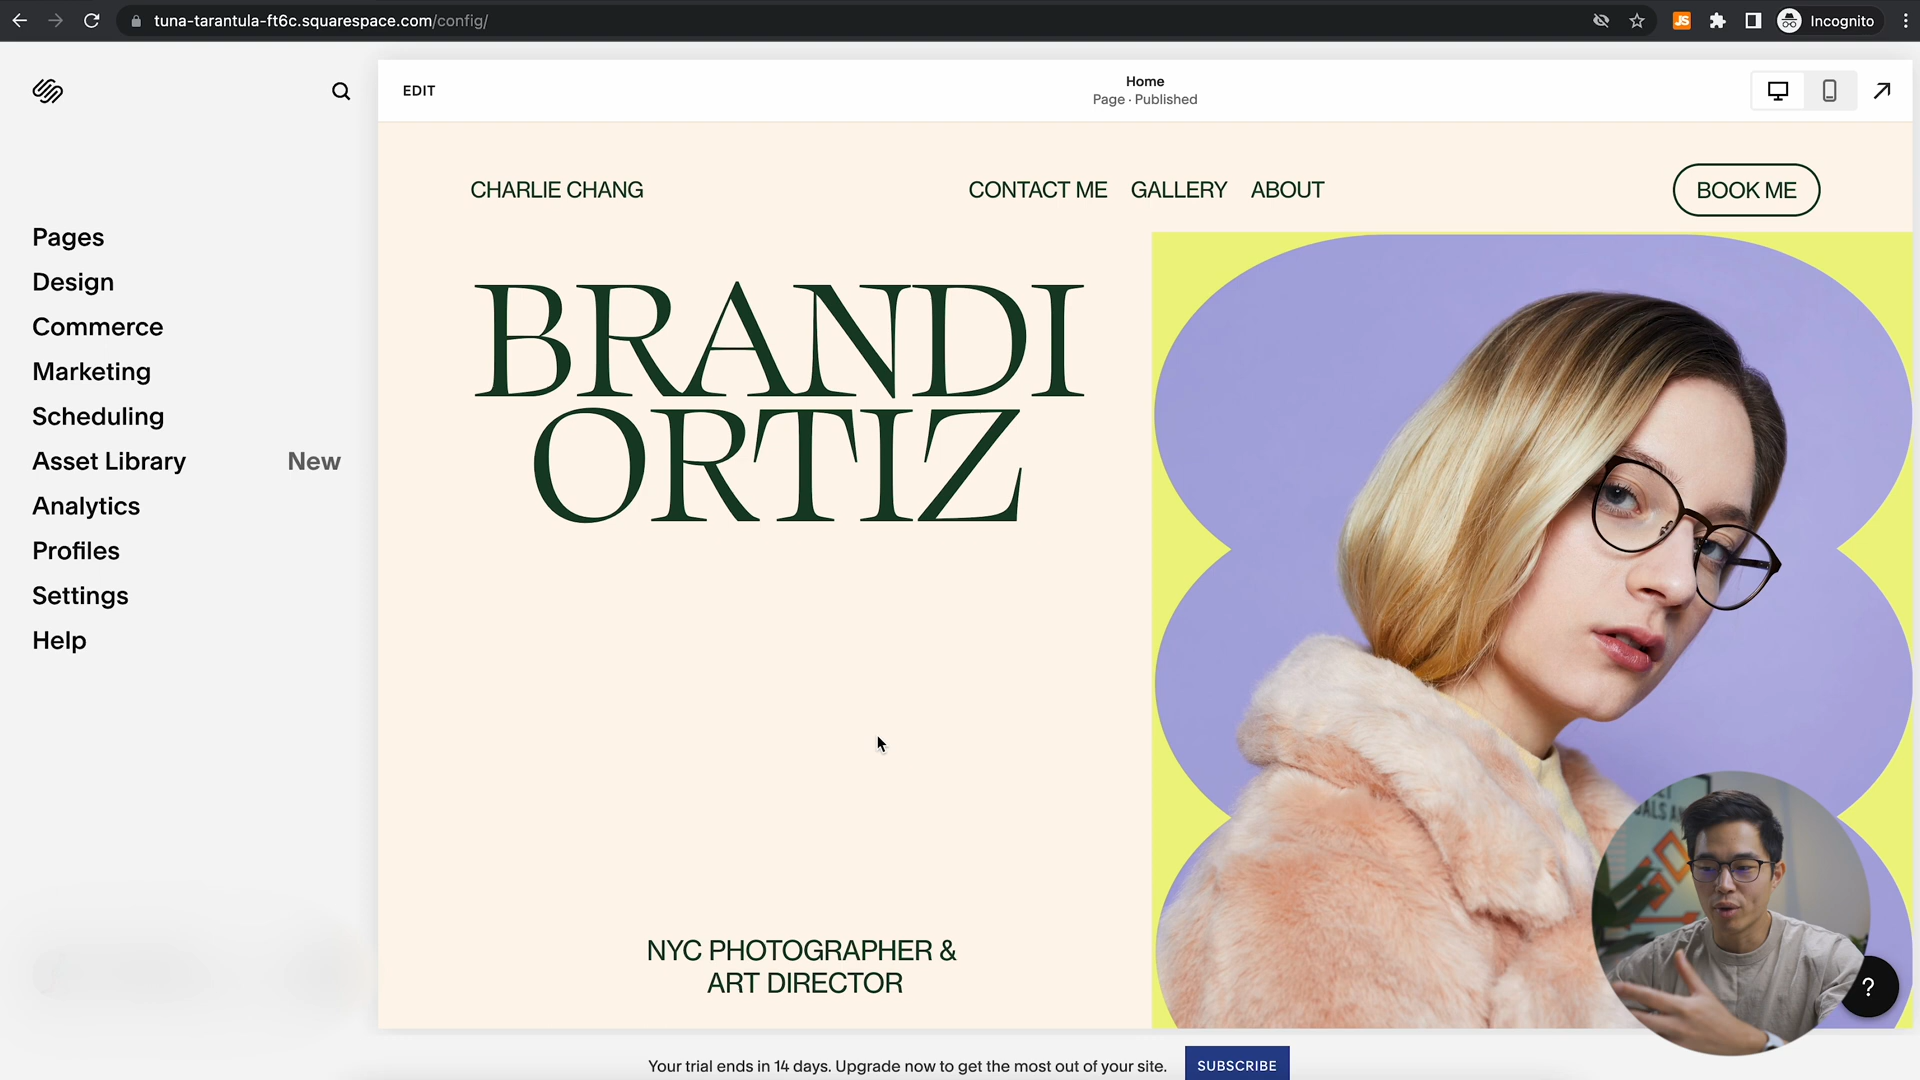 tuna-tarantula-ft6c.squarespace.com/config/
JS
Incognito
EDIT
Home
Page · Published
Pages
Design
Commerce
Marketing
Scheduling
Asset Library New
Analytics
Profiles
Settings
Help
CHARLIE CHANG
CONTACT ME GALLERY ABOUT
BOOK ME
BRANDI
ORTIZ
NYC PHOTOGRAPHER &
ART DIRECTOR
?
Your trial ends in 14 days. Upgrade now to get the most out of your site.
SUBSCRIBE